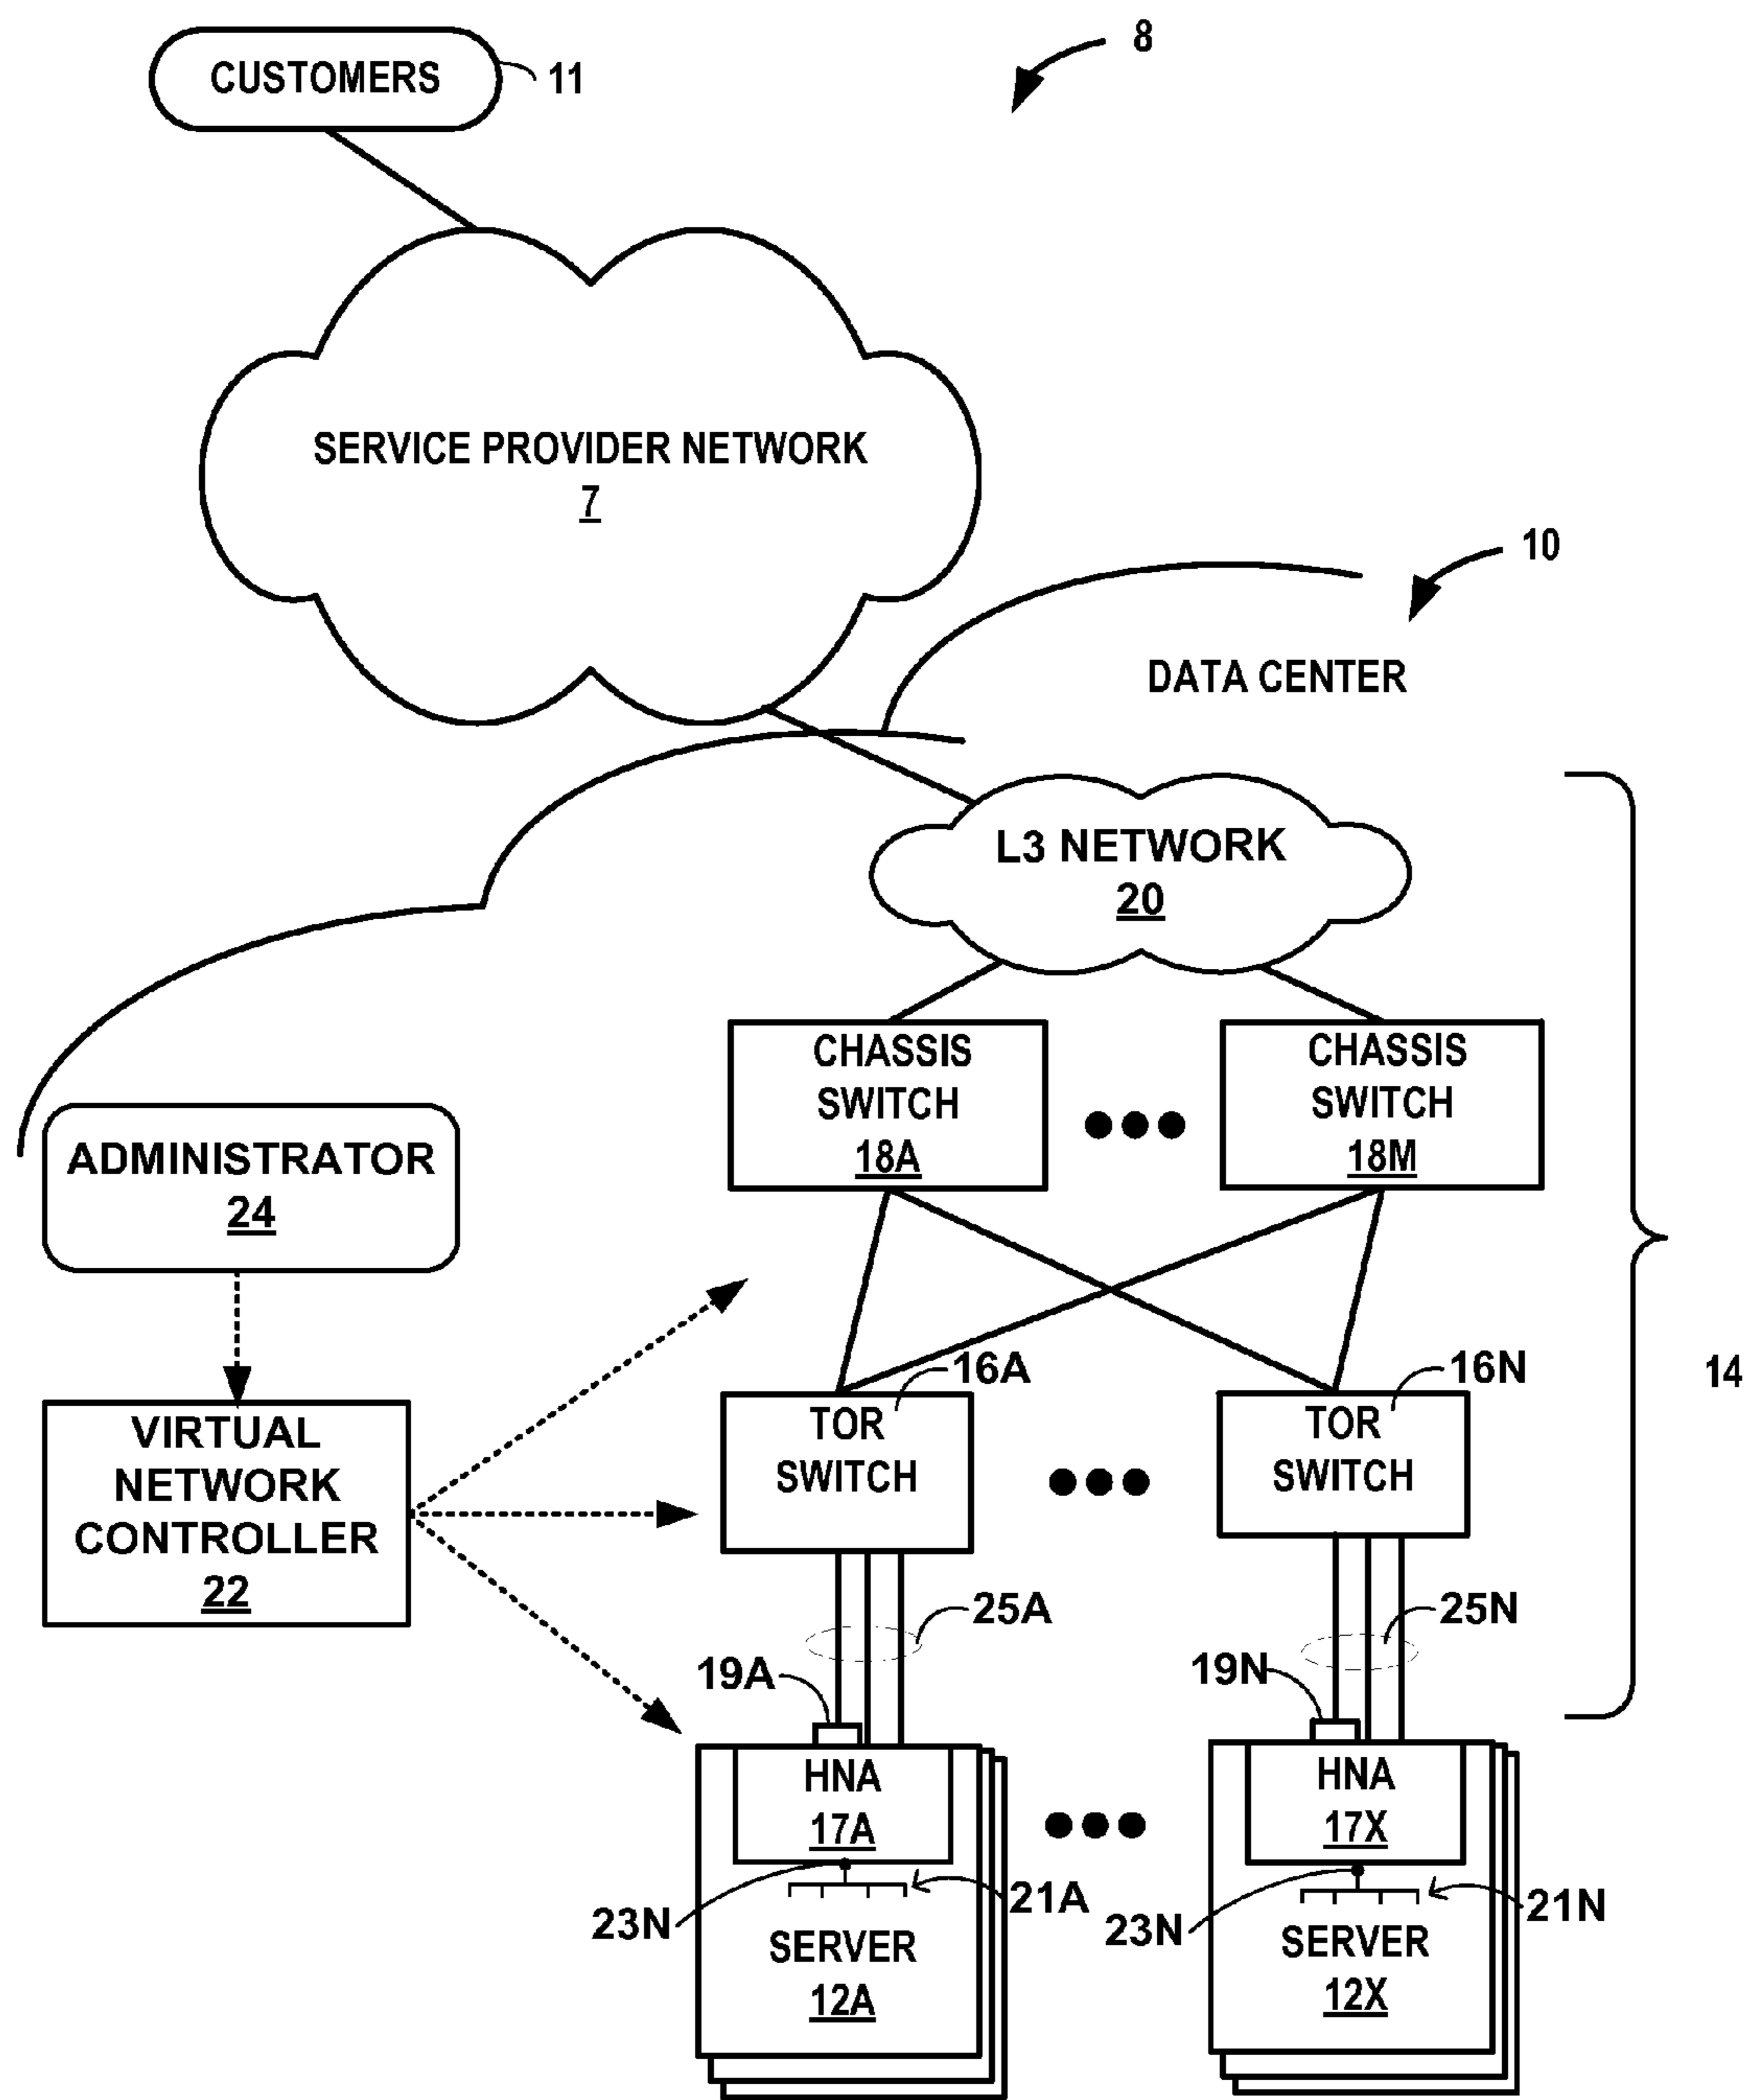 8
CUSTOMERS
11
SERVICE PROVIDER NETWORK
7
10
DATA CENTER
L3 NETWORK
20
CHASSIS
SWITCH
18A
CHASSIS
SWITCH
18M
ADMINISTRATOR
24
14
16A
16N
TOR
SWITCH
TOR
SWITCH
VIRTUAL
NETWORK
CONTROLLER
22
25A
25N
19A
19N
HNA
17A
HNA
17X
23N
21A
23N
21N
SERVER
12A
SERVER
12X